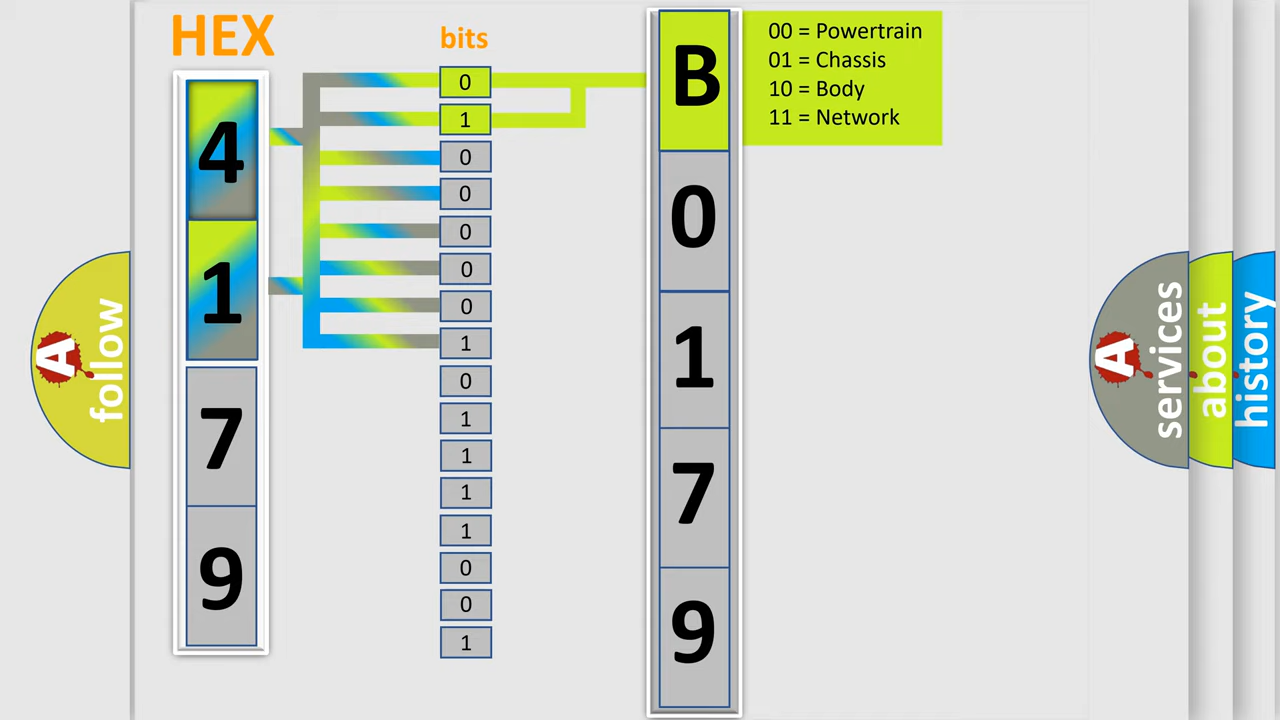 HEX
bits
4
1
7
9
0
1
0
0
0
0
0
1
0
1
1
1
1
0
0
1
B
0
1
7
9
00 = Powertrain
01 = Chassis
10 = Body
11 = Network
A
follow
A
services
about
history